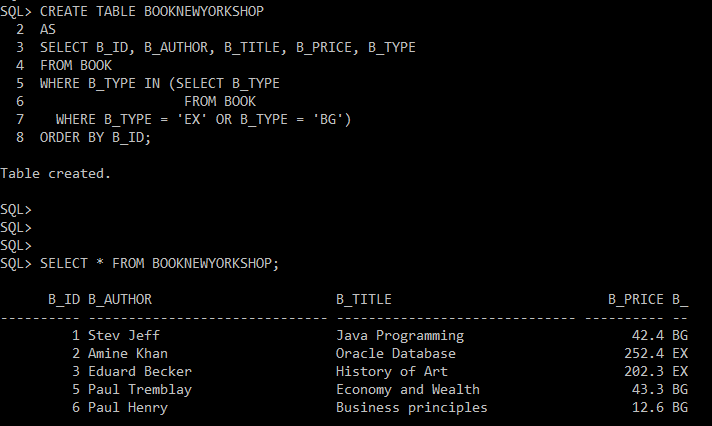 SQL> CREATE TABLE BOOKNEWYORKSHOP
  2  AS
  3  SELECT B_ID, B_AUTHOR, B_TITLE, B_PRICE, B_TYPE
  4  FROM BOOK
  5  WHERE B_TYPE IN (SELECT B_TYPE
  6                    FROM BOOK
  7    WHERE B_TYPE = 'EX' OR B_TYPE = 'BG')
  8  ORDER BY B_ID;

Table created.

SQL>
SQL>
SQL>
SQL> SELECT * FROM BOOKNEWYORKSHOP;

      B_ID B_AUTHOR                       B_TITLE                           B_PRICE B_
---------- ------------------------------ ------------------------------ ---------- --
         1 Stev Jeff                      Java Programming                     42.4 BG
         2 Amine Khan                     Oracle Database                     252.4 EX
         3 Eduard Becker                  History of Art                      202.3 EX
         5 Paul Tremblay                  Economy and Wealth                   43.3 BG
         6 Paul Henry                     Business principles                  12.6 BG